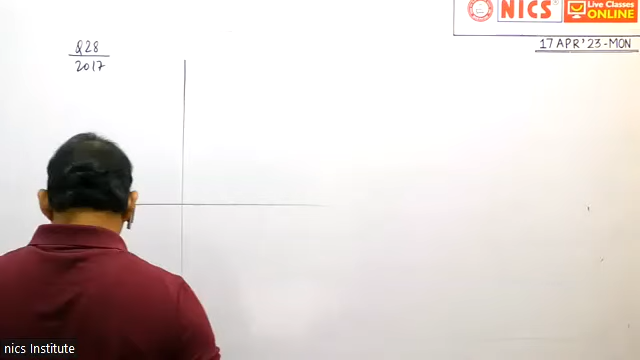 NICS
Live Classes
ONLINE
17 APR'23-MON
Q28
2017
nics Institute